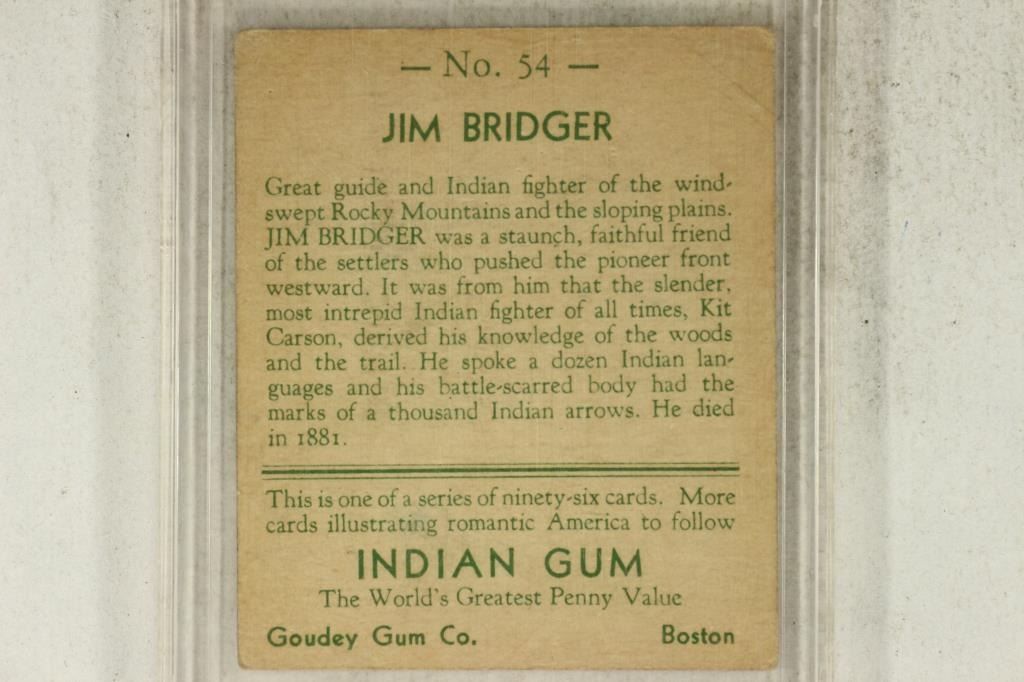 — No. 54 —
JIM BRIDGER
Great guide and Indian fighter of the wind-
swept Rocky Mountains and the sloping plains.
JIM BRIDGER was a staunch, faithful friend
of the settlers who pushed the pioneer front
westward. It was from him that the slender,
most intrepid Indian fighter of all times, Kit
Carson, derived his knowledge of the woods
and the trail. He spoke a dozen Indian lan-
guages and his battle-scarred body had the
marks of a thousand Indian arrows. He died
in 1881.
This is one of a series of ninety-six cards. More
cards illustrating romantic America to follow
INDIAN GUM
The World's Greatest Penny Value
Goudey Gum Co. Boston